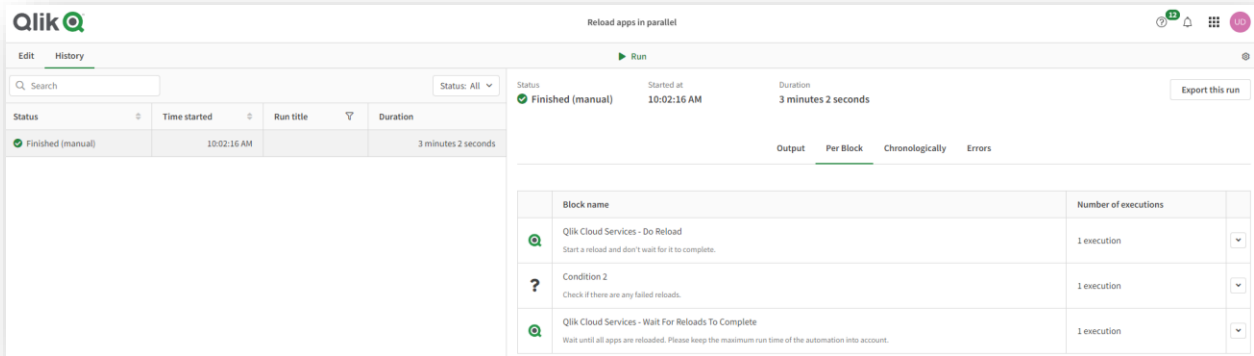 Qlik
Reload apps in parallel
12
UD
Edit
History
Run
Search
Status: All
Status
Time started
Run title
Duration
Finished (manual)
10:02:16 AM
3 minutes 2 seconds
Status
Started at
Duration
Finished (manual)
10:02:16 AM
3 minutes 2 seconds
Export this run
Output
Per Block
Chronologically
Errors
Block name
Number of executions
Qlik Cloud Services - Do Reload
Start a reload and don't wait for it to complete.
1 execution
Condition 2
Check if there are any failed reloads.
1 execution
Qlik Cloud Services - Wait For Reloads To Complete
Wait until all apps are reloaded. Please keep the maximum run time of the automation into account.
1 execution